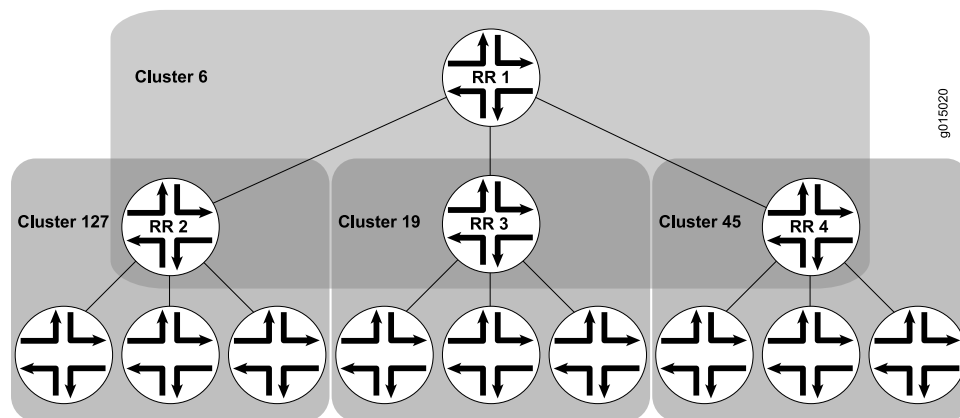 RR 1
Cluster 6
g015020
Cluster 127
RR 2
Cluster 19
RR 3
Cluster 45
RR 4